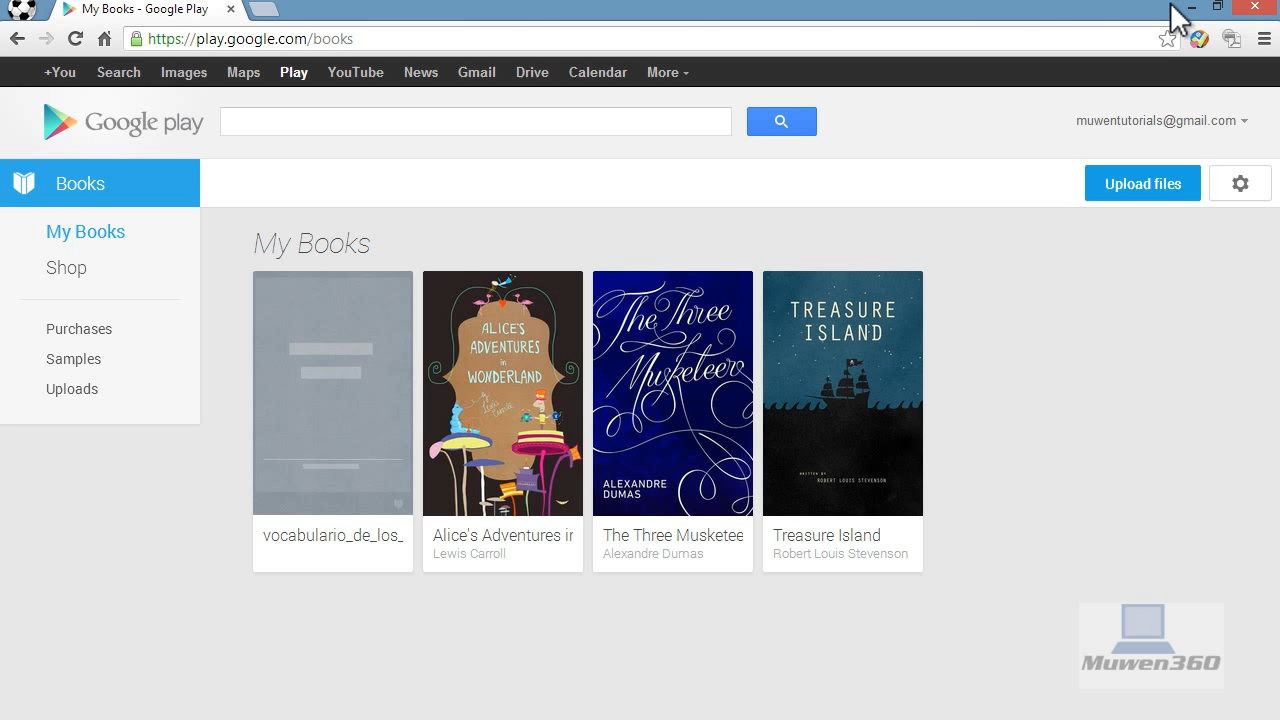 My Books - Google Play
https://play.google.com/books
+You Search Images Maps Play YouTube News Gmail Drive Calendar More
Google play
muwentutorials@gmail.com
Books
Upload files
My Books
Shop
Purchases
Samples
Uploads
My Books
ALICE'S
ADVENTURES
in
WONDERLAND
The Three
Musketeers
ALEXANDRE
DUMAS
TREASURE
ISLAND
WRITTEN BY
ROBERT LOUIS STEVENSON
vocabulario_de_los_
Alice's Adventures in
Lewis Carroll
The Three Musketee
Alexandre Dumas
Treasure Island
Robert Louis Stevenson
Muwen360